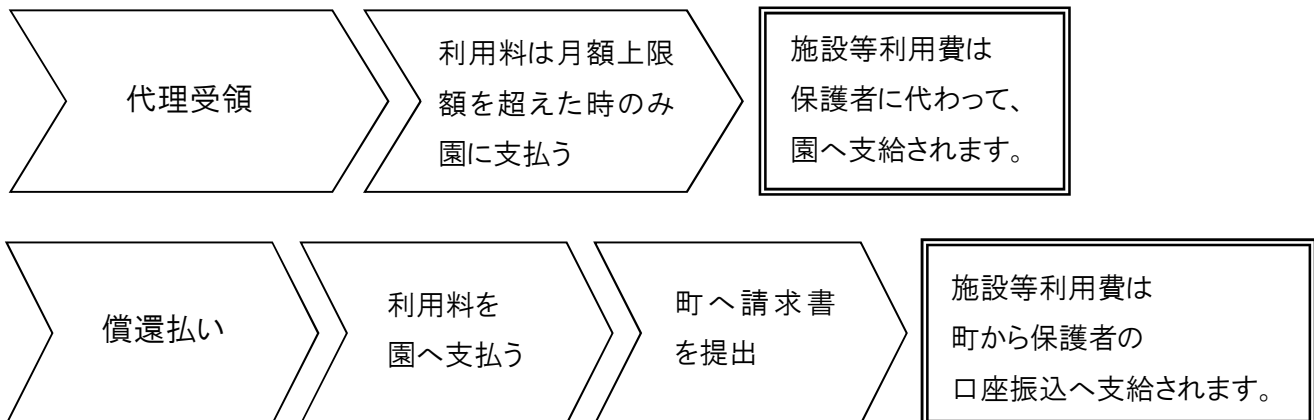 代理受領
利用料は月額上限
額を超えた時のみ
園に支払う
施設等利用費は
保護者に代わって、
園へ支給されます。
償還払い
利用料を
園へ支払う
町へ請求書
を提出
施設等利用費は
町から保護者の
口座振込へ支給されます。